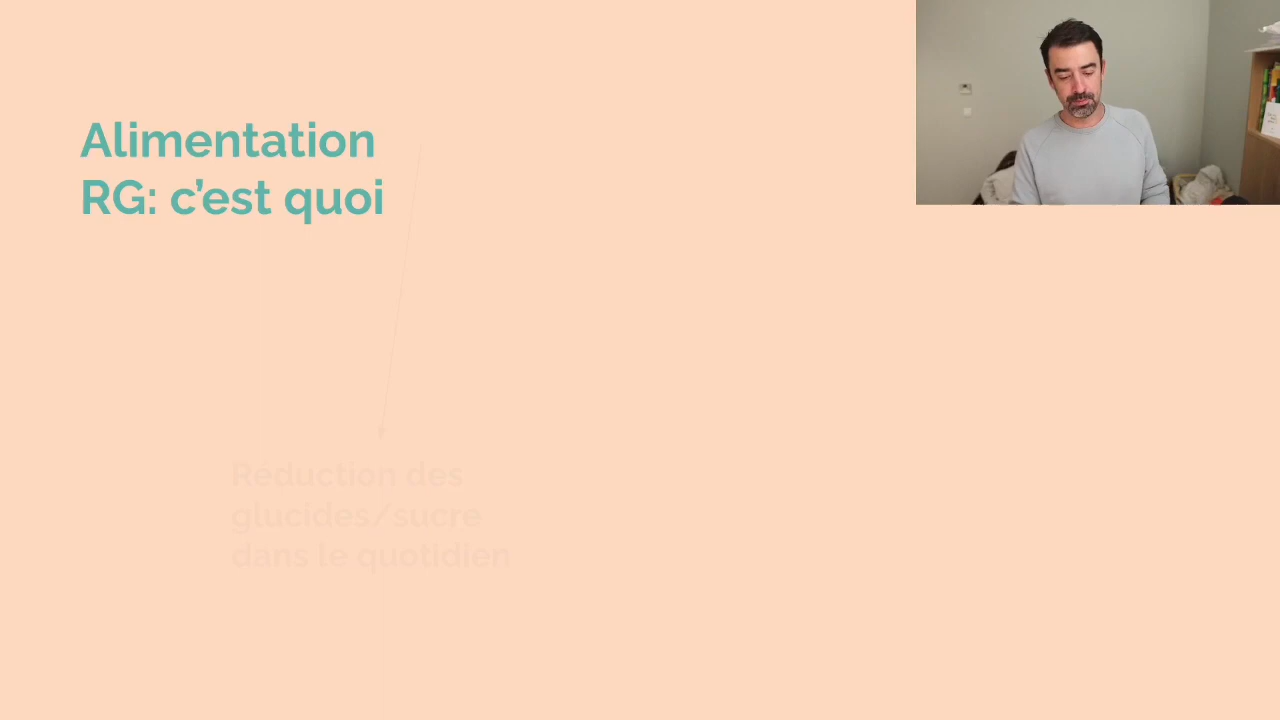 Alimentation
RG: c’est quoi
Réduction des
glucides/sucre
dans le quotidien